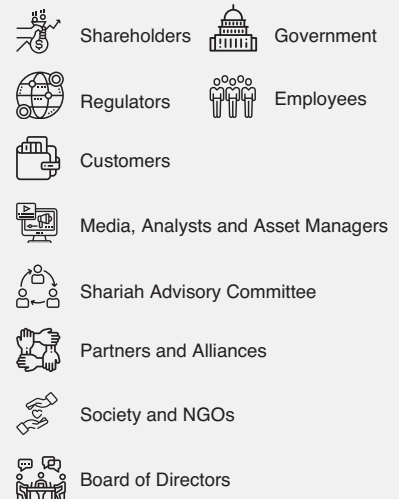 Shareholders Government
Regulators Employees
Customers
Media, Analysts and Asset Managers
Shariah Advisory Committee
Partners and Alliances
Society and NGOs
Board of Directors